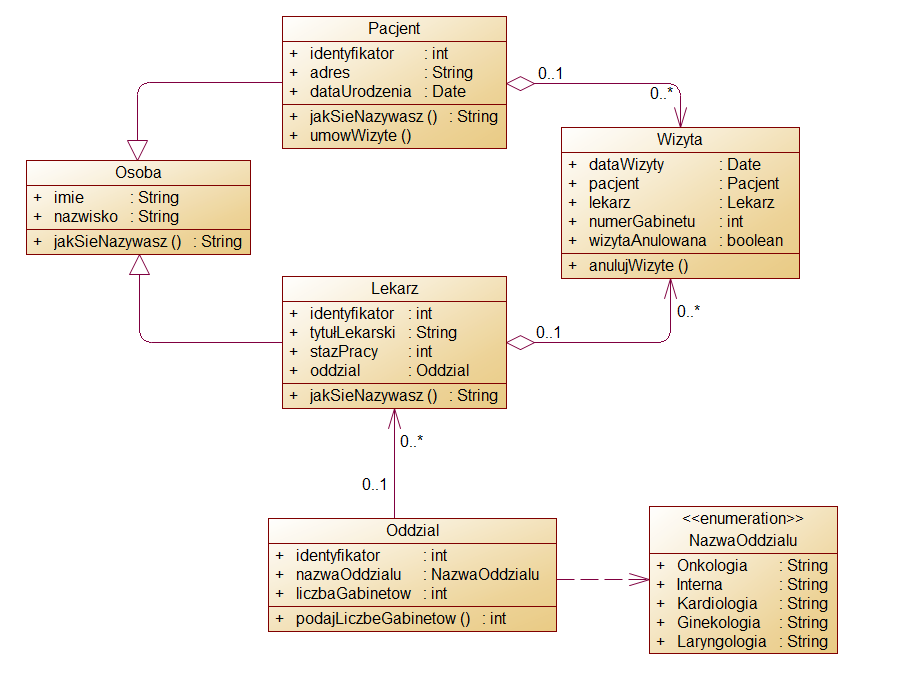 Pacjent
+ identyfikator : int
+ adres : String
+ dataUrodzenia : Date
+ jakSieNazywasz () : String
+ umowWizyte ()
0..1
0..*
Wizyta
+ dataWizyty : Date
+ pacjent : Pacjent
+ lekarz : Lekarz
+ numerGabinetu : int
+ wizytaAnulowana : boolean
+ anulujWizyte ()
Osoba
+ imie : String
+ nazwisko : String
+ jakSieNazywasz () : String
Lekarz
+ identyfikator : int
+ tytułLekarski : String
+ stazPracy : int
+ oddzial : Oddzial
+ jakSieNazywasz () : String
0..1
0..*
0..*
0..1
Oddzial
+ identyfikator : int
+ nazwaOddzialu : NazwaOddzialu
+ liczbaGabinetow : int
+ podajLiczbeGabinetow () : int
<<enumeration>>
NazwaOddzialu
+ Onkologia : String
+ Interna : String
+ Kardiologia : String
+ Ginekologia : String
+ Laryngologia : String